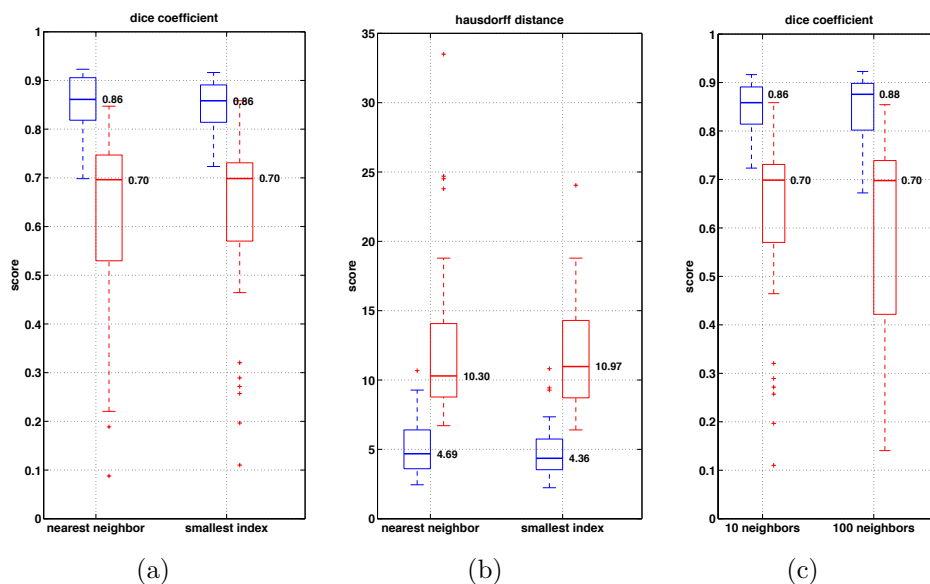 dice coefficient
score
1
0.9
0.8
0.7
0.6
0.5
0.4
0.3
0.2
0.1
0
0.86
0.70
0.86
0.70
nearest neighbor
smallest index
(a)
hausdorff distance
score
35
30
25
20
15
10
5
0
4.69
10.30
4.36
10.97
nearest neighbor
smallest index
(b)
dice coefficient
score
1
0.9
0.8
0.7
0.6
0.5
0.4
0.3
0.2
0.1
0
0.86
0.70
0.88
0.70
10 neighbors
100 neighbors
(c)